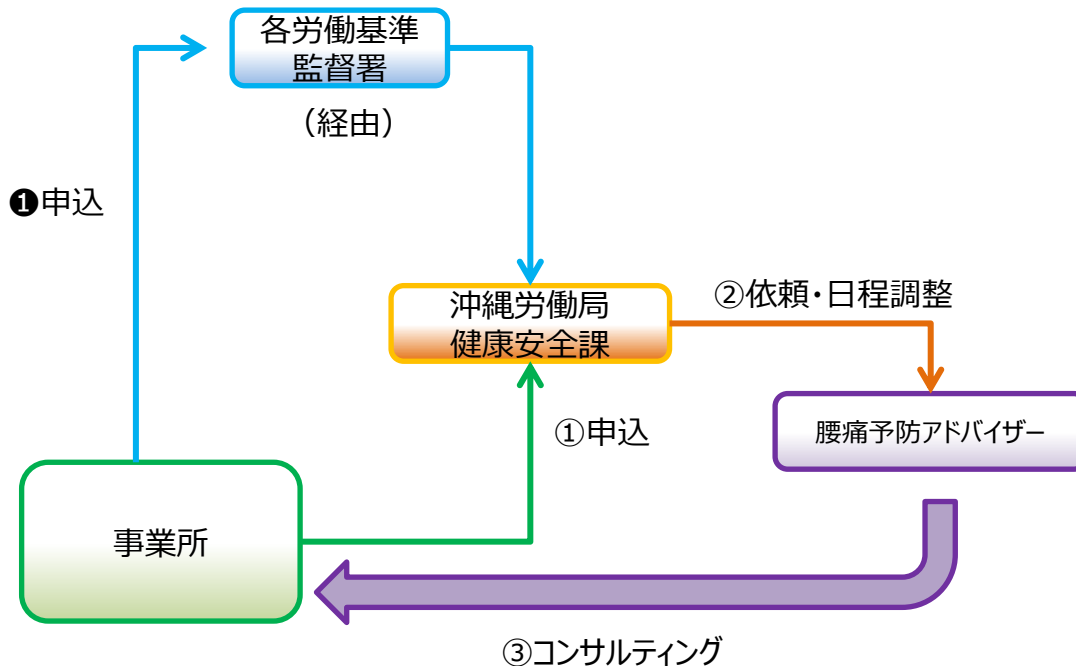 各労働基準
監督署
（経由）
❶申込
沖縄労働局
健康安全課
②依頼・日程調整
①申込
腰痛予防アドバイザー
事業所
③コンサルティング